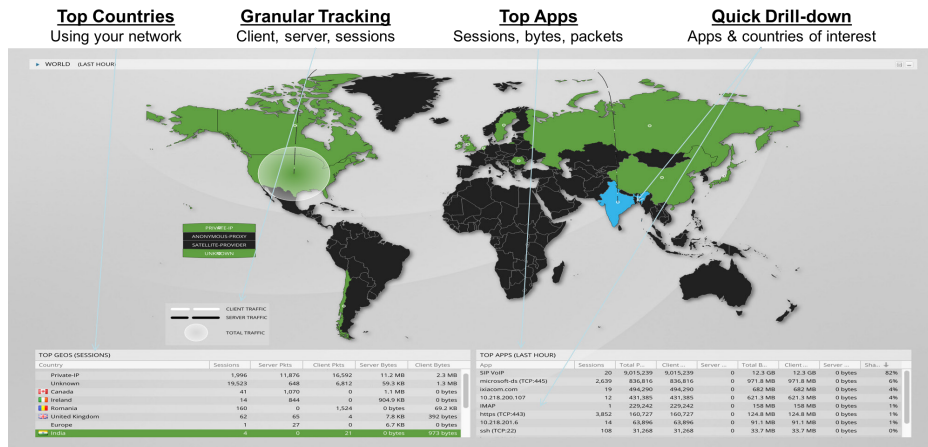 Top Countries
Using your network
Granular Tracking
Client, server, sessions
Top Apps
Sessions, bytes, packets
Quick Drill-down
Apps & countries of interest
WORLD (LAST HOUR)
PRIVATE-IP
ANONYMOUS-PROXY
SATELLITE-PROVIDER
UNKNOWN
CLIENT TRAFFIC
SERVER TRAFFIC
TOTAL TRAFFIC
TOP GEOS (SESSIONS)
Country Sessions Server Pkts Client Pkts Server Bytes Client Bytes
Private-IP 1,996 11,876 16,592 11.2 MB 2.3 MB
Unknown 19,523 648 6,812 59.3 KB 1.3 MB
Canada 41 1,070 0 1.1 MB 0 bytes
Ireland 14 844 0 904.9 KB 0 bytes
Romania 160 0 1,524 0 bytes 69.2 KB
United Kingdom 62 65 4 7.8 KB 392 bytes
Europe 1 27 0 6.7 KB 0 bytes
India 4 0 21 0 bytes 973 bytes
TOP APPS (LAST HOUR)
App Sessions Total P... Client ... Server ... Total B... Client ... Server ... Sha...
SIP VoIP 20 9,015,239 9,015,239 0 12.3 GB 12.3 GB 0 bytes 82%
microsoft-ds (TCP:445) 2,639 836,816 836,816 0 971.8 MB 971.8 MB 0 bytes 6%
ixiacom.com 19 494,290 494,290 0 682 MB 682 MB 0 bytes 4%
10.218.200.107 12 431,385 431,385 0 621.3 MB 621.3 MB 0 bytes 4%
IMAP 1 229,242 229,242 0 158 MB 158 MB 0 bytes 1%
https (TCP:443) 3,852 160,727 160,727 0 124.8 MB 124.8 MB 0 bytes 1%
10.218.201.6 14 63,896 63,896 0 91.1 MB 91.1 MB 0 bytes 1%
ssh (TCP:22) 108 31,268 31,268 0 33.7 MB 33.7 MB 0 bytes 0%